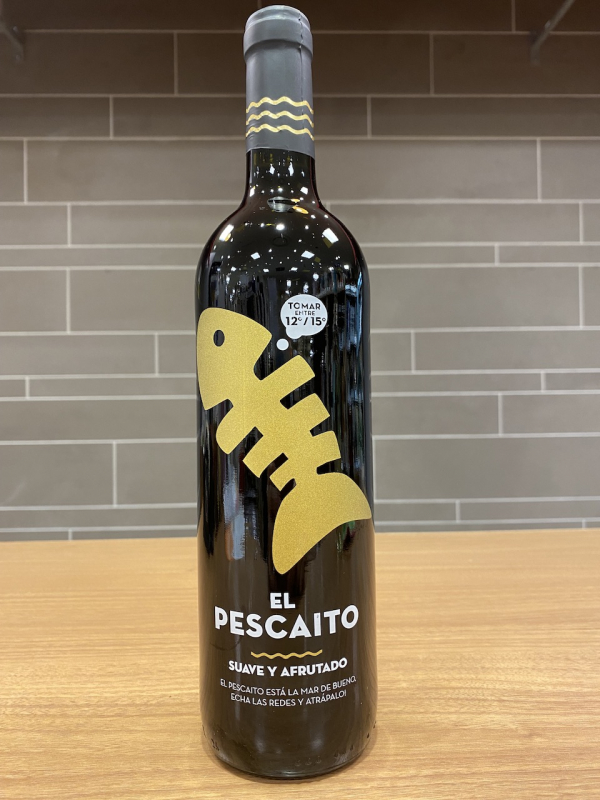 TOMAR
ENTRE
12°/15°
EL
PESCAITO
SUAVE Y AFRUTADO
EL PESCAITO ESTÁ LA MAR DE BUENO,
ECHA LAS REDES Y ATRÁPALO!